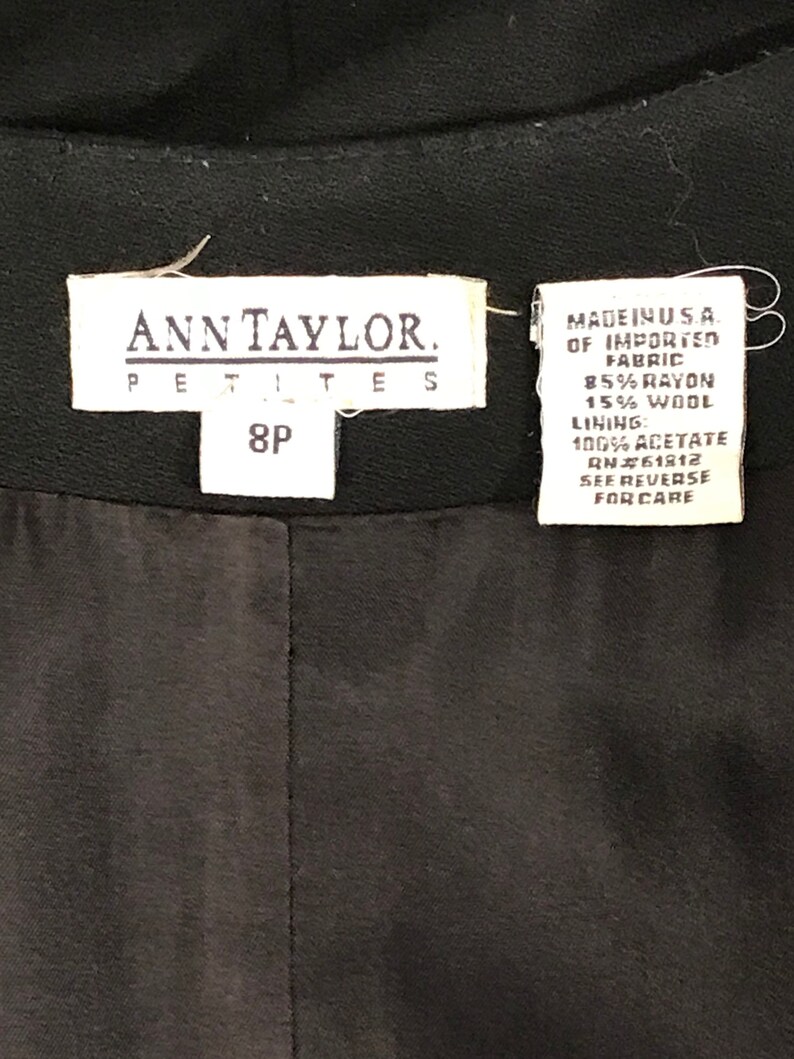 ANN TAYLOR.
PETITES
8P
MADE IN U.S.A.
OF IMPORTED
FABRIC
85% RAYON
15% WOOL
LINING:
100% ACETATE
RN#61812
SEE REVERSE
FOR CARE